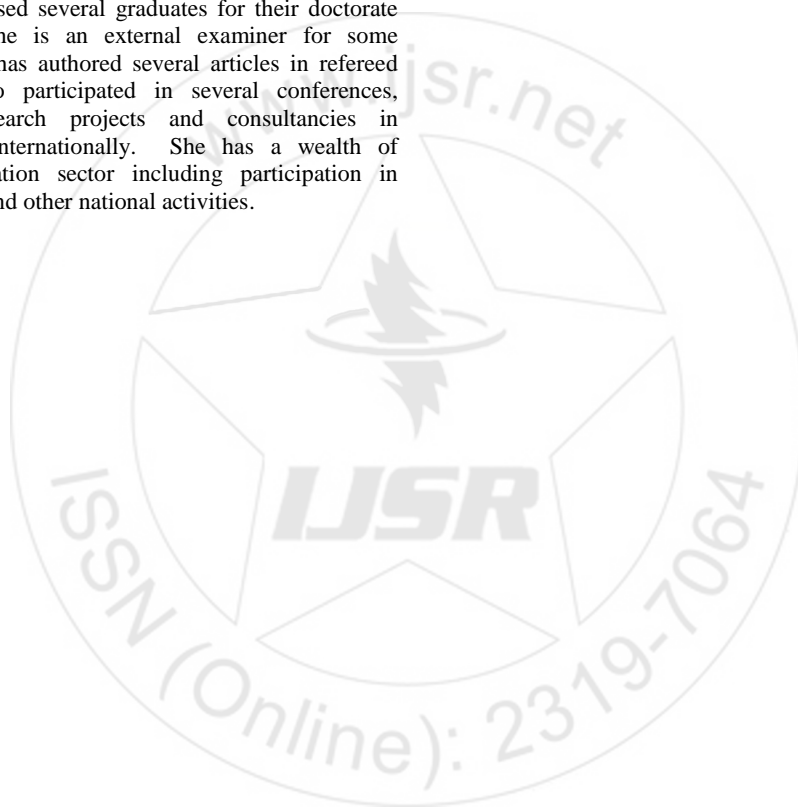 sed several graduates for their doctorate
ne is an external examiner for some
has authored several articles in refereed
o participated in several conferences,
earch projects and consultancies in
nternationally. She has a wealth of
ation sector including participation in
nd other national activities.
www.ijsr.net
IJSR
ISSN (Online): 2319-7064